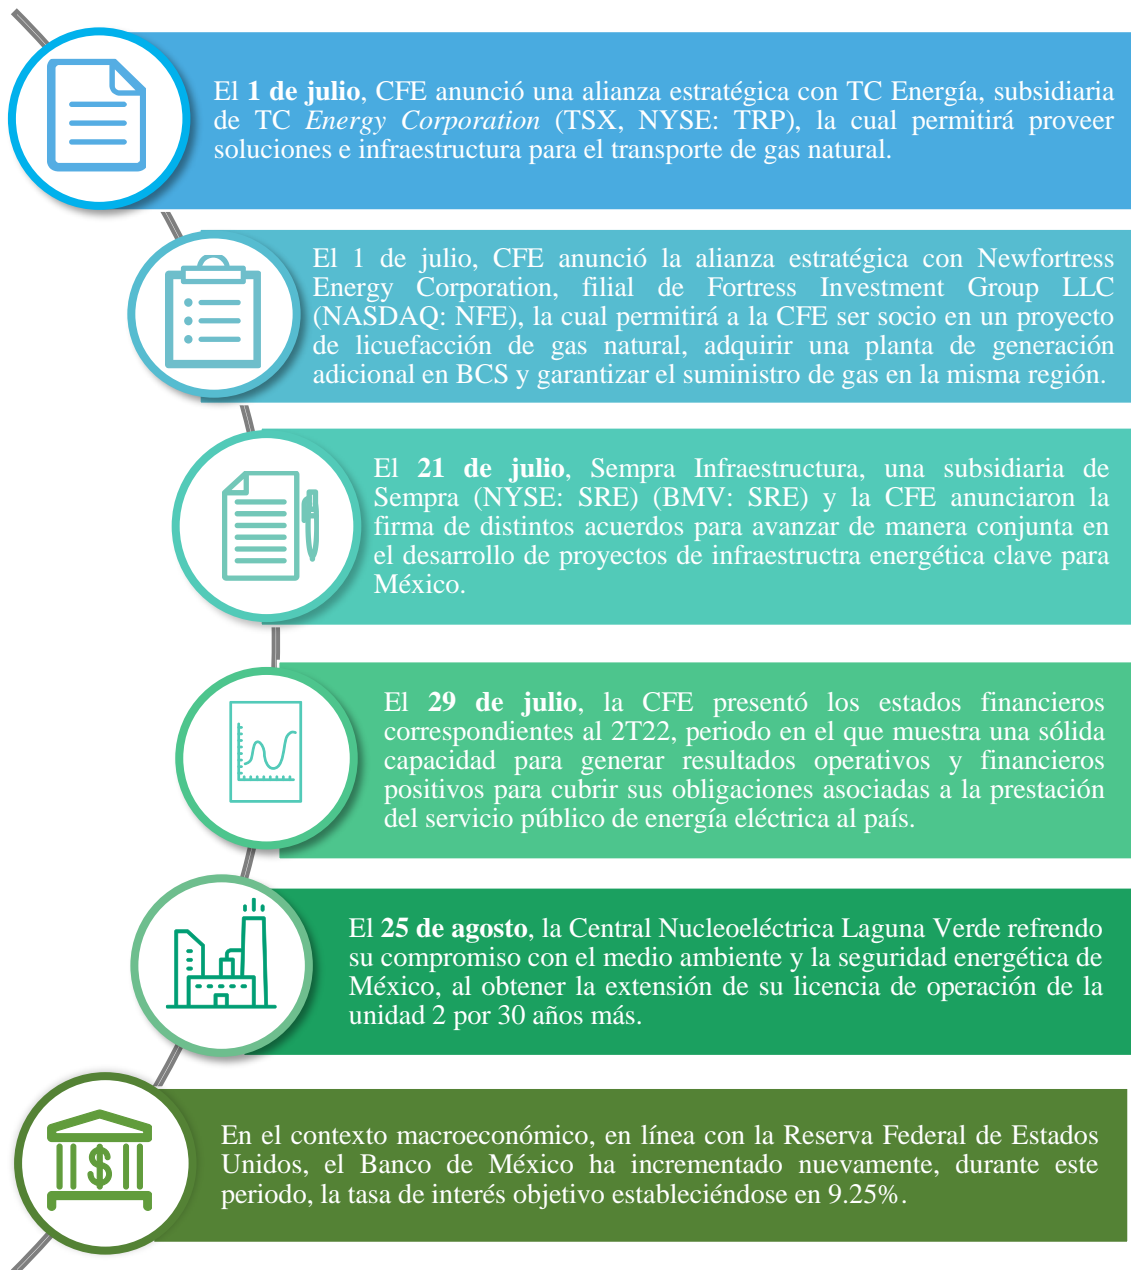 El 1 de julio, CFE anunció una alianza estratégica con TC Energía, subsidiaria
de TC Energy Corporation (TSX, NYSE: TRP), la cual permitirá proveer
soluciones e infraestructura para el transporte de gas natural.
El 1 de julio, CFE anunció la alianza estratégica con Newfortress
Energy Corporation, filial de Fortress Investment Group LLC
(NASDAQ: NFE), la cual permitirá a la CFE ser socio en un proyecto
de licuefacción de gas natural, adquirir una planta de generación
adicional en BCS y garantizar el suministro de gas en la misma región.
El 21 de julio, Sempra Infraestructura, una subsidiaria de
Sempra (NYSE: SRE) (BMV: SRE) y la CFE anunciaron la
firma de distintos acuerdos para avanzar de manera conjunta en
el desarrollo de proyectos de infraestructra energética clave para
México.
El 29 de julio, la CFE presentó los estados financieros
correspondientes al 2T22, periodo en el que muestra una sólida
capacidad para generar resultados operativos y financieros
positivos para cubrir sus obligaciones asociadas a la prestación
del servicio público de energía eléctrica al país.
El 25 de agosto, la Central Nucleoeléctrica Laguna Verde refrendo
su compromiso con el medio ambiente y la seguridad energética de
México, al obtener la extensión de su licencia de operación de la
unidad 2 por 30 años más.
$
En el contexto macroeconómico, en línea con la Reserva Federal de Estados
Unidos, el Banco de México ha incrementado nuevamente, durante este
periodo, la tasa de interés objetivo estableciéndose en 9.25%.